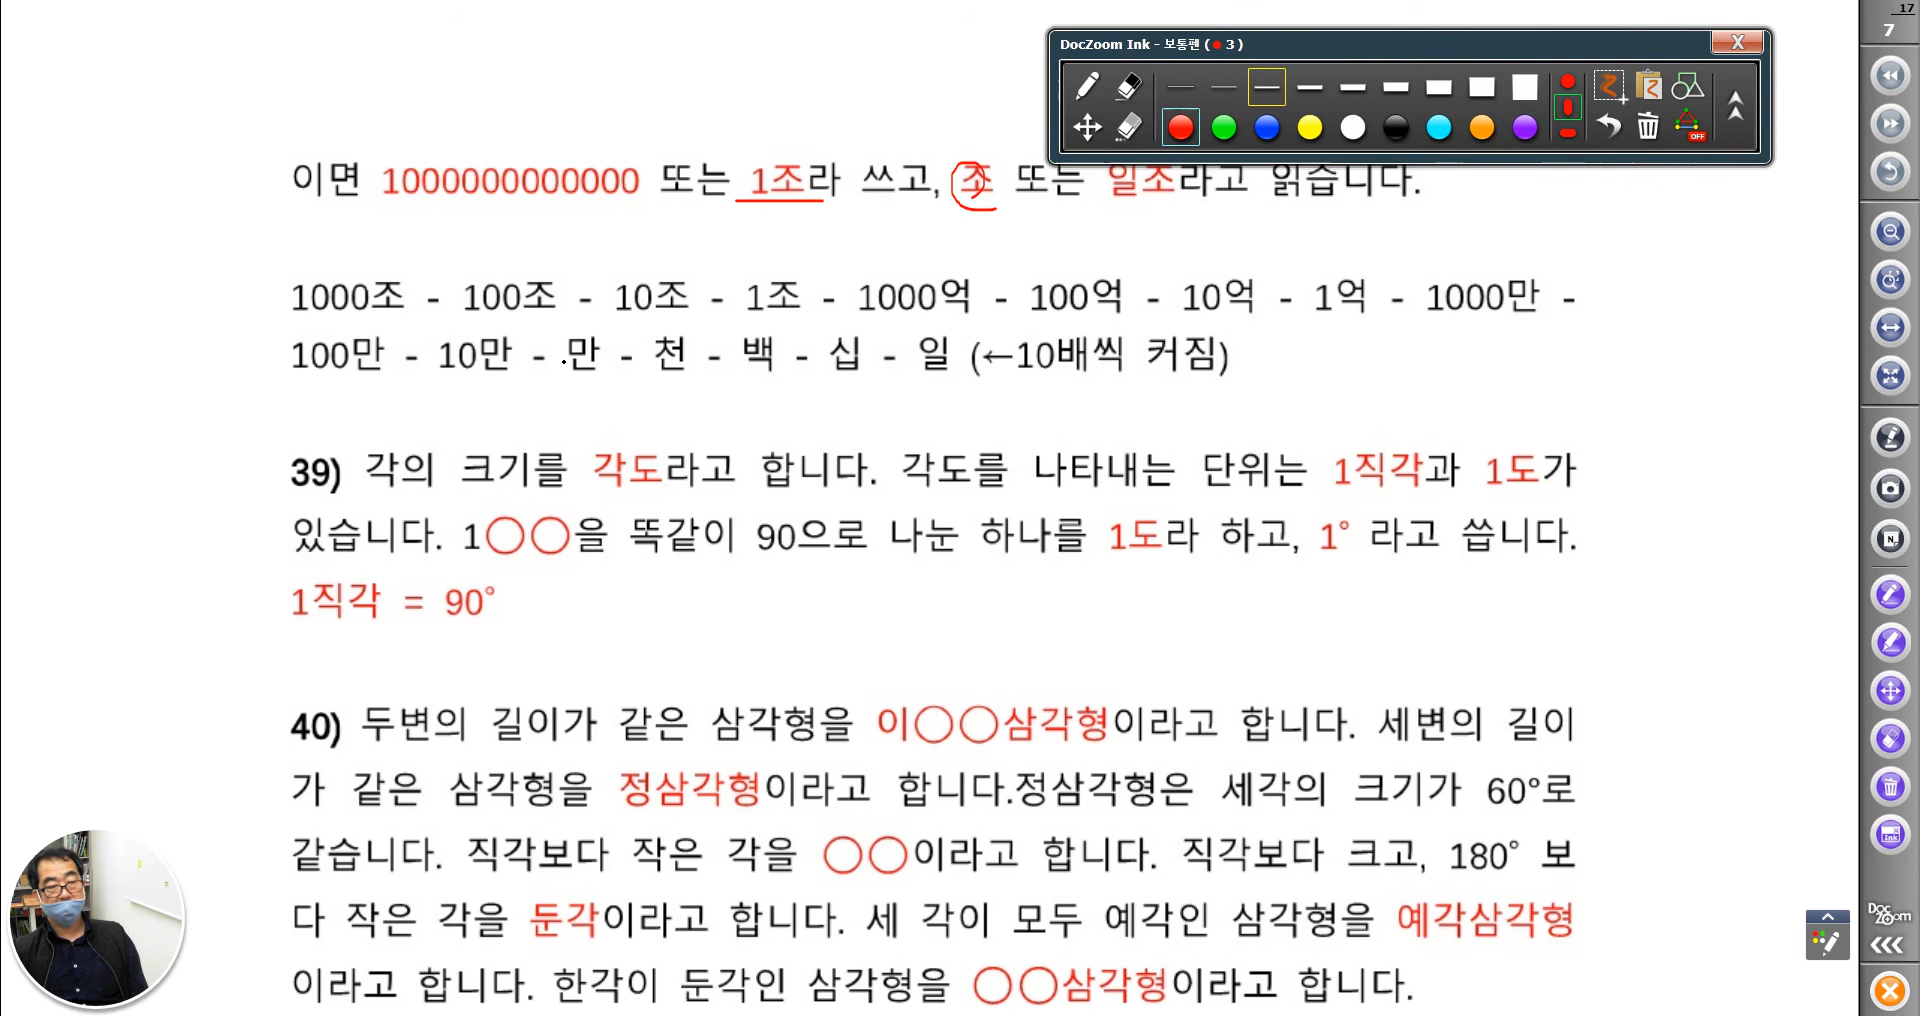 17
7
DocZoom Ink - 보통펜 ( 3 )
OFF
이면 1000000000000 또는 1조라 쓰고, 조 또는 일조라고 읽습니다.
1000조 - 100조 - 10조 - 1조 - 1000억 - 100억 - 10억 - 1억 - 1000만 -
100만 - 10만 - 만 - 천 - 백 - 십 - 일 (←10배씩 커짐)
39) 각의 크기를 각도라고 합니다. 각도를 나타내는 단위는 1직각과 1도가
있습니다. 1○○을 똑같이 90으로 나눈 하나를 1도라 하고, 1° 라고 씁니다.
1직각 = 90°
40) 두변의 길이가 같은 삼각형을 이○○삼각형이라고 합니다. 세변의 길이
가 같은 삼각형을 정삼각형이라고 합니다.정삼각형은 세각의 크기가 60°로
같습니다. 직각보다 작은 각을 ○○이라고 합니다. 직각보다 크고, 180° 보
다 작은 각을 둔각이라고 합니다. 세 각이 모두 예각인 삼각형을 예각삼각형
이라고 합니다. 한각이 둔각인 삼각형을 ○○삼각형이라고 합니다.
Doc
Zoom